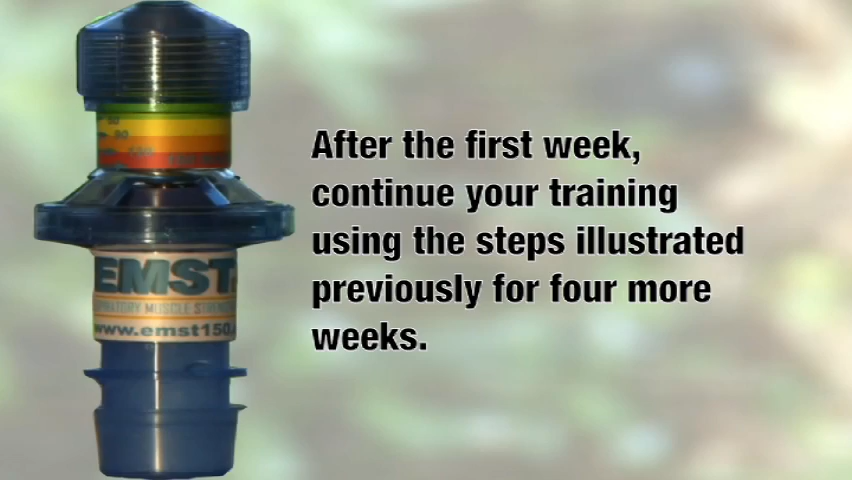 After the first week,
continue your training
using the steps illustrated
previously for four more
weeks.
EMST
MUSCLE
www.emst150